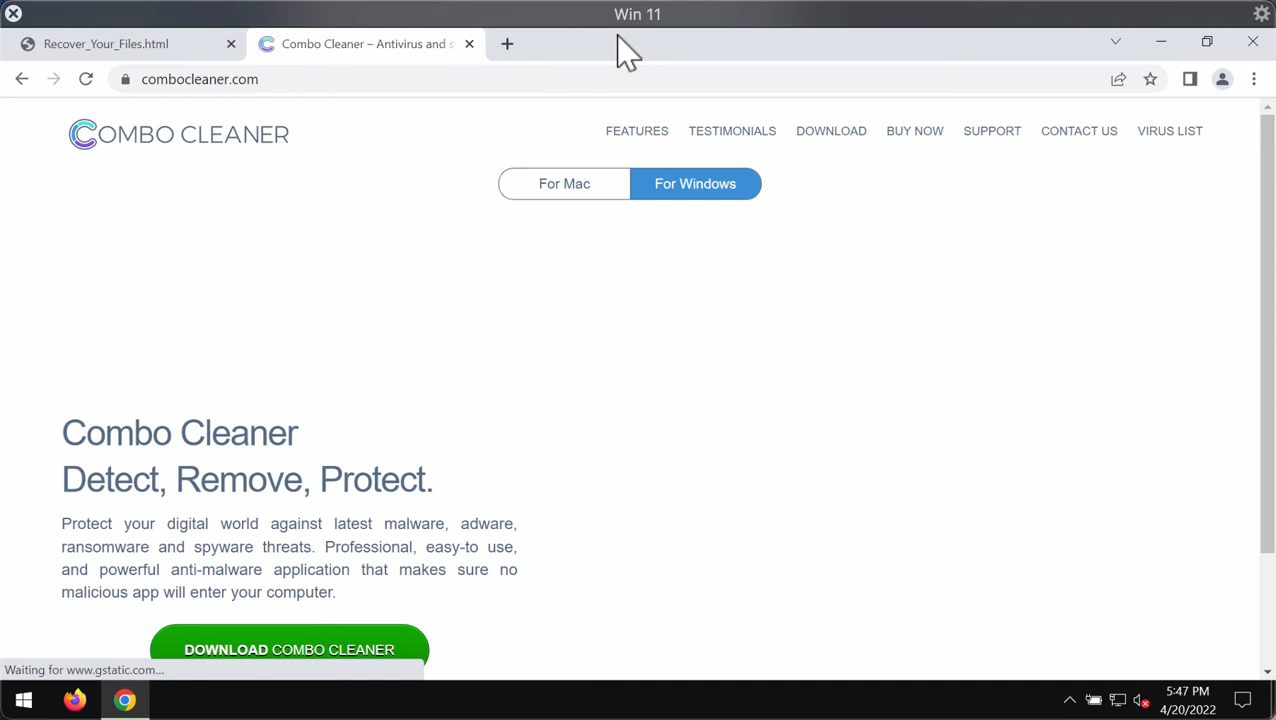 Win 11
Recover_Your_Files.html
Combo Cleaner – Antivirus and s
combocleaner.com
COMBO CLEANER
FEATURES TESTIMONIALS DOWNLOAD BUY NOW SUPPORT CONTACT US VIRUS LIST
For Mac For Windows
Combo Cleaner
Detect, Remove, Protect.
Protect your digital world against latest malware, adware,
ransomware and spyware threats. Professional, easy-to use,
and powerful anti-malware application that makes sure no
malicious app will enter your computer.
DOWNLOAD COMBO CLEANER
Waiting for www.gstatic.com...
5:47 PM
4/20/2022